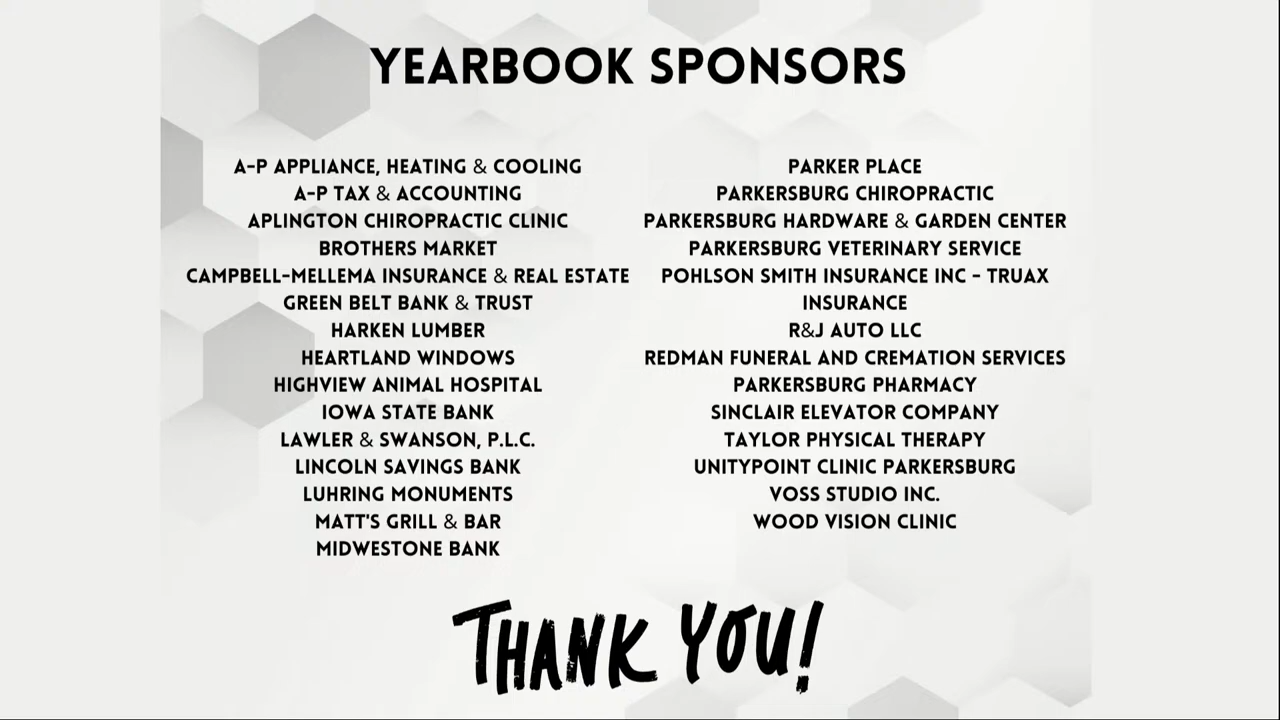 YEARBOOK SPONSORS
A-P APPLIANCE, HEATING & COOLING
A-P TAX & ACCOUNTING
APLINGTON CHIROPRACTIC CLINIC
BROTHERS MARKET
CAMPBELL-MELLEMA INSURANCE & REAL ESTATE
GREEN BELT BANK & TRUST
HARKEN LUMBER
HEARTLAND WINDOWS
HIGHVIEW ANIMAL HOSPITAL
IOWA STATE BANK
LAWLER & SWANSON, P.L.C.
LINCOLN SAVINGS BANK
LUHRING MONUMENTS
MATT'S GRILL & BAR
MIDWESTONE BANK
PARKER PLACE
PARKERSBURG CHIROPRACTIC
PARKERSBURG HARDWARE & GARDEN CENTER
PARKERSBURG VETERINARY SERVICE
POHLSON SMITH INSURANCE INC - TRUAX
INSURANCE
R&J AUTO LLC
REDMAN FUNERAL AND CREMATION SERVICES
PARKERSBURG PHARMACY
SINCLAIR ELEVATOR COMPANY
TAYLOR PHYSICAL THERAPY
UNITYPOINT CLINIC PARKERSBURG
VOSS STUDIO INC.
WOOD VISION CLINIC
THANK YOU!